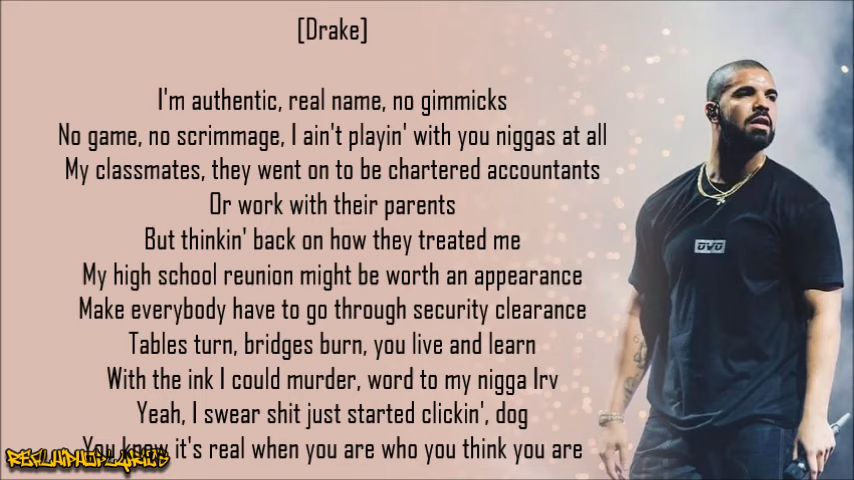 [Drake]
I'm authentic, real name, no gimmicks
No game, no scrimmage, I ain't playin' with you niggas at all
My classmates, they went on to be chartered accountants
Or work with their parents
But thinkin' back on how they treated me
My high school reunion might be worth an appearance
Make everybody have to go through security clearance
Tables turn, bridges burn, you live and learn
With the ink I could murder, word to my nigga Irv
Yeah, I swear shit just started clickin', dog
You know it's real when you are who you think you are
OVO
REALHIPHOPLYRICS